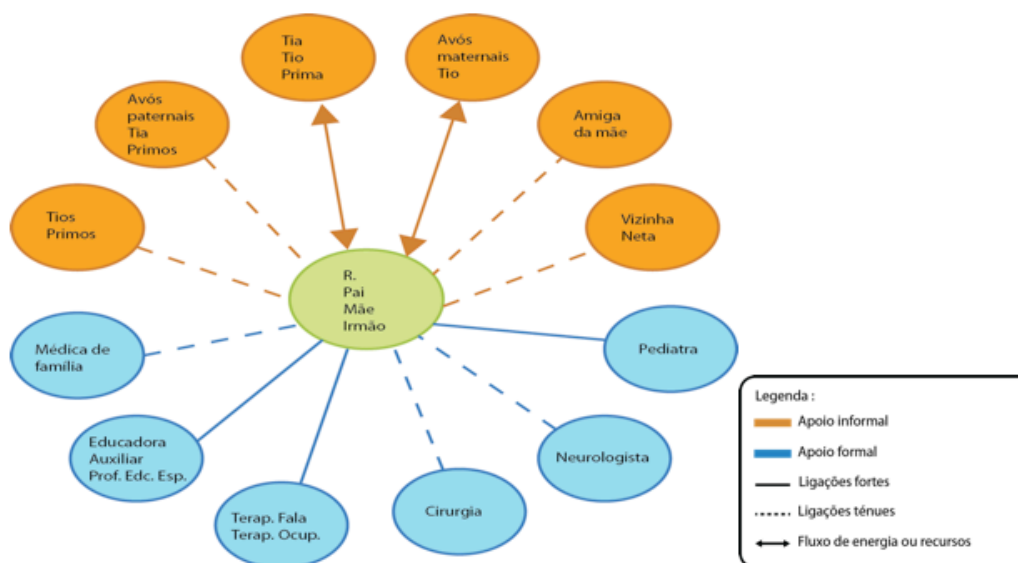 Tia
Tio
Prima
Avós
maternais
Tio
Avós
paternais
Tia
Primos
Amiga
da mãe
Tios
Primos
Vizinha
Neta
R.
Pai
Mãe
Irmão
Médica de
família
Pediatra
Educadora
Auxiliar
Prof. Edc. Esp.
Neurologista
Terap. Fala
Terap. Ocup.
Cirurgia
Legenda :
Apoio informal
Apoio formal
Ligações fortes
Ligações ténues
Fluxo de energia ou recursos